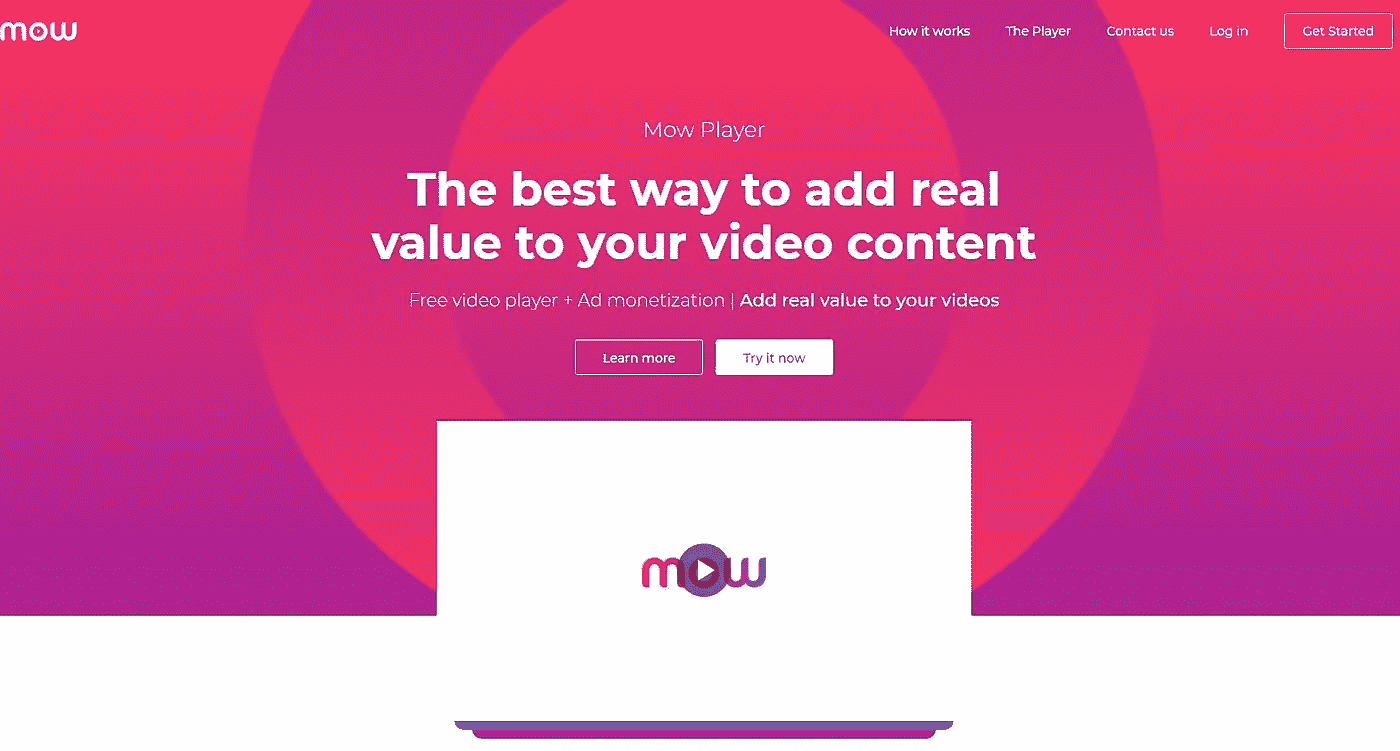 mow
How it works
The Player
Contact us
Log in
Get Started
Mow Player
The best way to add real
value to your video content
Free video player + Ad monetization | Add real value to your videos
Learn more
Try it now
mow